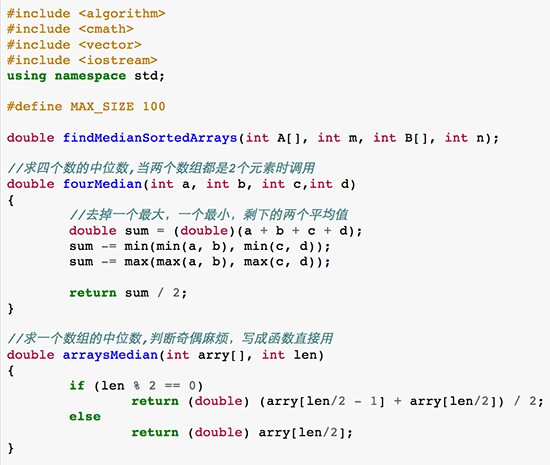 #include <algorithm>
#include <cmath>
#include <vector>
#include <iostream>
using namespace std;

#define MAX_SIZE 100

double findMedianSortedArrays(int A[], int m, int B[], int n);

//求四个数的中位数,当两个数组都是2个元素时调用
double fourMedian(int a, int b, int c,int d)
{
        //去掉一个最大，一个最小，剩下的两个平均值
        double sum = (double)(a + b + c + d);
        sum -= min(min(a, b), min(c, d));
        sum -= max(max(a, b), max(c, d));

        return sum / 2;
}

//求一个数组的中位数,判断奇偶麻烦，写成函数直接用
double arraysMedian(int arry[], int len)
{
        if (len % 2 == 0)
                return (double) (arry[len/2 - 1] + arry[len/2]) / 2;
        else
                return (double) arry[len/2];
}